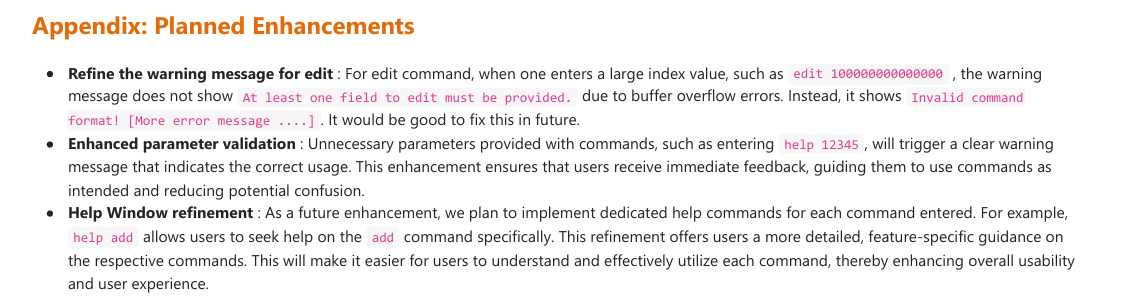 Appendix: Planned Enhancements
• Refine the warning message for edit : For edit command, when one enters a large index value, such as edit 100000000000000 , the warning
message does not show At least one field to edit must be provided. due to buffer overflow errors. Instead, it shows Invalid command
format! [More error message ....] . It would be good to fix this in future.
• Enhanced parameter validation : Unnecessary parameters provided with commands, such as entering help 12345 , will trigger a clear warning
message that indicates the correct usage. This enhancement ensures that users receive immediate feedback, guiding them to use commands as
intended and reducing potential confusion.
• Help Window refinement : As a future enhancement, we plan to implement dedicated help commands for each command entered. For example,
help add allows users to seek help on the add command specifically. This refinement offers users a more detailed, feature-specific guidance on
the respective commands. This will make it easier for users to understand and effectively utilize each command, thereby enhancing overall usability
and user experience.